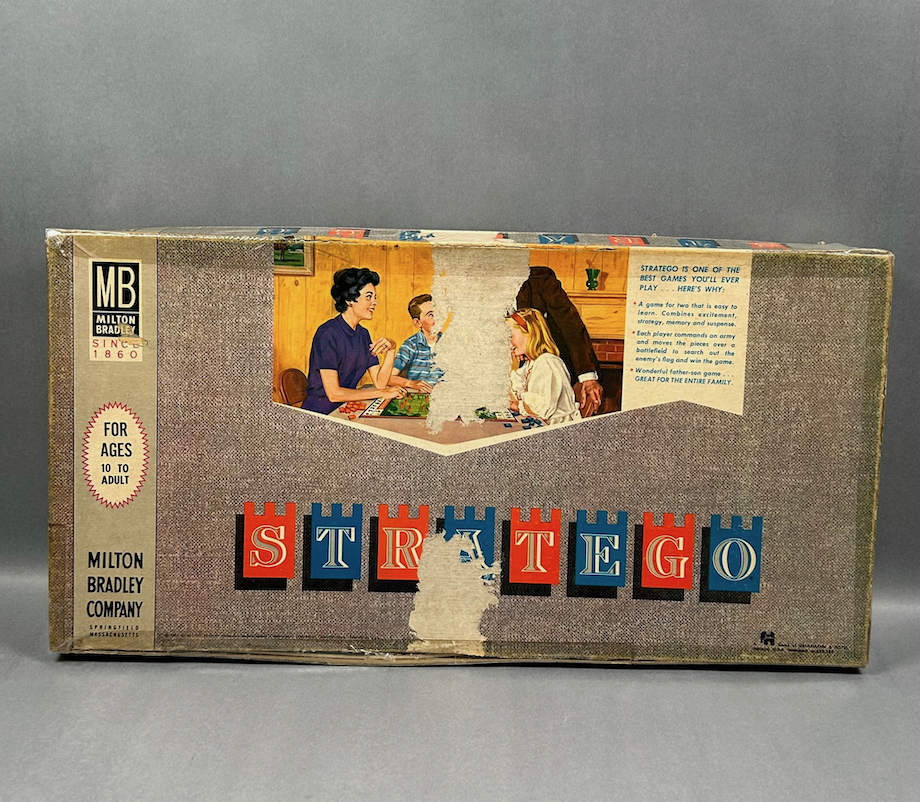 MB
MILTON
BRADLEY
SINCE
1860
FOR
AGES
10 TO
ADULT
MILTON
BRADLEY
COMPANY
SPRINGFIELD
MASSACHUSETTS
STRATEGO IS ONE OF THE
BEST GAMES YOU'LL EVER
PLAY . . . HERE'S WHY:
* A game for two that is easy to
learn. Combines excitement,
strategy, memory and suspense.
* Each player commands an army
and moves the pieces over a
battlefield to search out the
enemy's flag and win the game.
* Wonderful father-son game . . .
GREAT FOR THE ENTIRE FAMILY.
STRATEGO